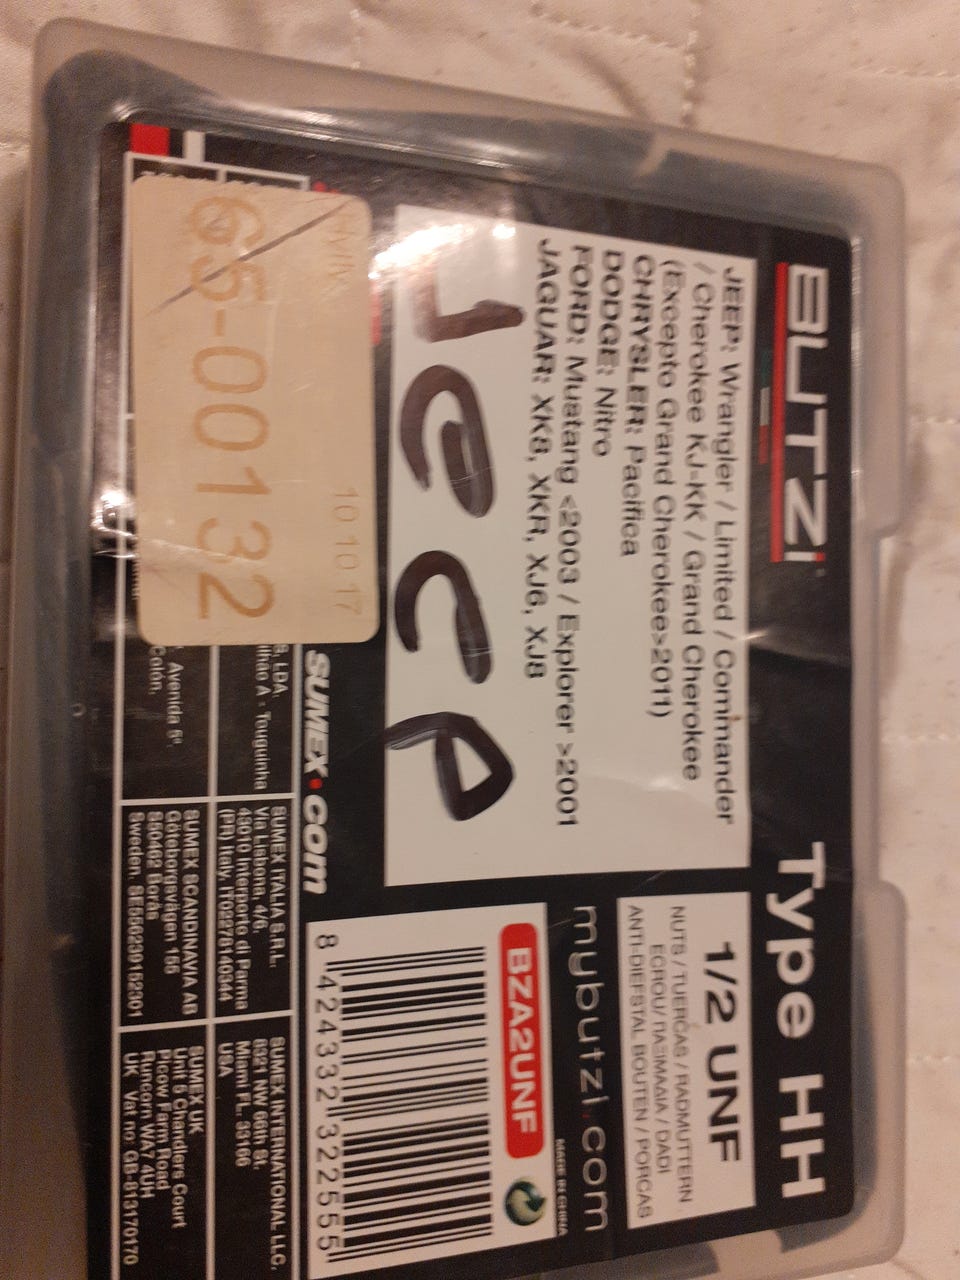 BUTZI
Type HH
JEEP: Wrangler / Limited / Commander
/ Cherokee KJ-KK / Grand Cherokee
(Excepto Grand Cherokee>2011)
CHRYSLER: Pacifica
DODGE: Nitro
FORD: Mustang <2003 / Explorer >2001
JAGUAR: XK8, XKR, XJ6, XJ8
Jeep
1/2 UNF
NUTS / TUERCAS / RADMUTTERN
ECROU / ΠΑΞΙΜΑΔΙΑ / DADI
ANTI-DIEFSTAL BOUTEN / PORCAS
mybutzi.com
BZA2UNF
MADE IN CHINA
8 424332 322555
10 10 17
65-00132
SUMEX.com
, LDA.
A - Touguinha
Avenida 5º,
Colón,
SUMEX ITALIA S.R.L.
Via Lisbona, 4/6,
43010 Interporto di Parma
(PR) Italy, IT02278140344
SUMEX INTERNATIONAL LLC,
8321 NW 66th St,
Miami FL. 33166
USA
SUMEX SCANDINAVIA AB
Göteborgsvägen 155
Borås
Sweden. SE556239152301
SUMEX UK
Unit 5 Chandlers Court
Picow Farm Road
Runcorn WA7 4UH
UK Vat no: GB-813170170